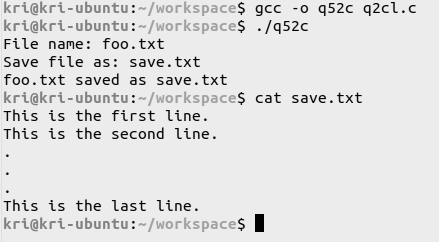 kri@kri-ubuntu:~/workspace$ gcc -o q52c q2cl.c
kri@kri-ubuntu:~/workspace$ ./q52c
File name: foo.txt
Save file as: save.txt
foo.txt saved as save.txt
kri@kri-ubuntu:~/workspace$ cat save.txt
This is the first line.
This is the second line.
.
.
.
This is the last line.
kri@kri-ubuntu:~/workspace$